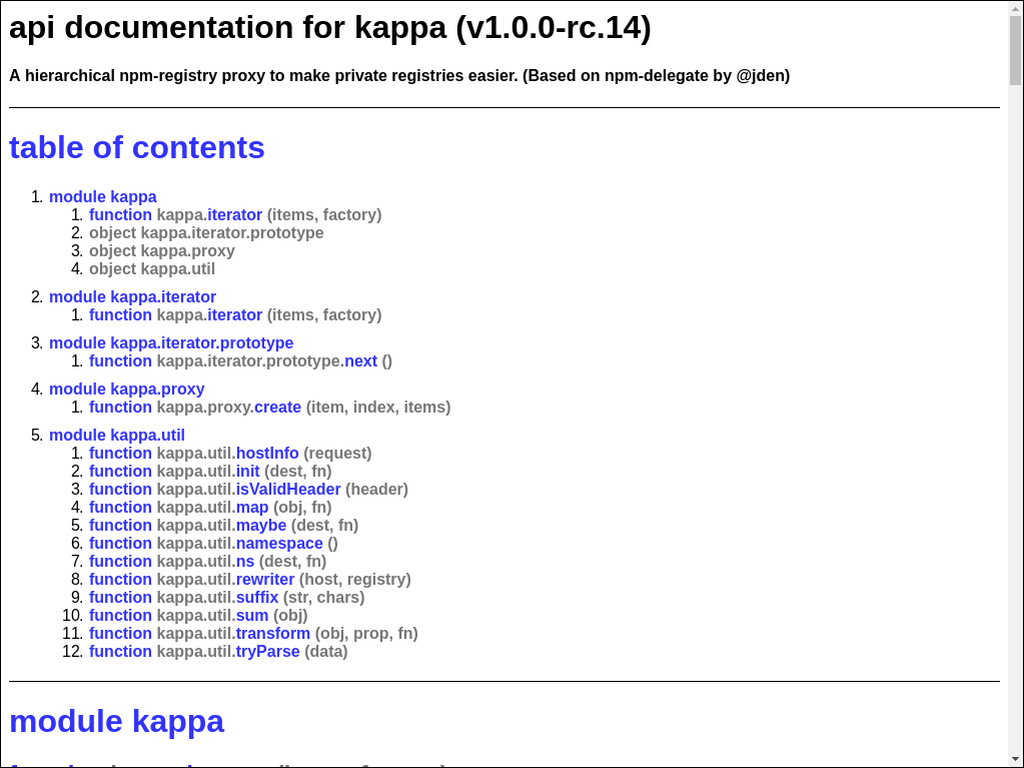 api documentation for kappa (v1.0.0-rc.14)
A hierarchical npm-registry proxy to make private registries easier. (Based on npm-delegate by @jden)
table of contents
1. module kappa
1. function kappa.iterator (items, factory)
2. object kappa.iterator.prototype
3. object kappa.proxy
4. object kappa.util
2. module kappa.iterator
1. function kappa.iterator (items, factory)
3. module kappa.iterator.prototype
1. function kappa.iterator.prototype.next ()
4. module kappa.proxy
1. function kappa.proxy.create (item, index, items)
5. module kappa.util
1. function kappa.util.hostInfo (request)
2. function kappa.util.init (dest, fn)
3. function kappa.util.isValidHeader (header)
4. function kappa.util.map (obj, fn)
5. function kappa.util.maybe (dest, fn)
6. function kappa.util.namespace ()
7. function kappa.util.ns (dest, fn)
8. function kappa.util.rewriter (host, registry)
9. function kappa.util.suffix (str, chars)
10. function kappa.util.sum (obj)
11. function kappa.util.transform (obj, prop, fn)
12. function kappa.util.tryParse (data)
module kappa